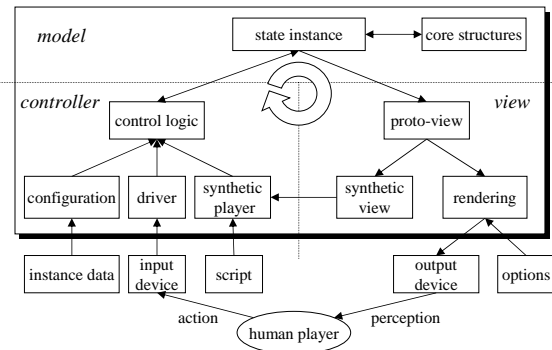 model
state instance
core structures
controller
view
control logic
proto-view
configuration
driver
synthetic
player
synthetic
view
rendering
instance data
input
device
script
output
device
options
action
perception
human player